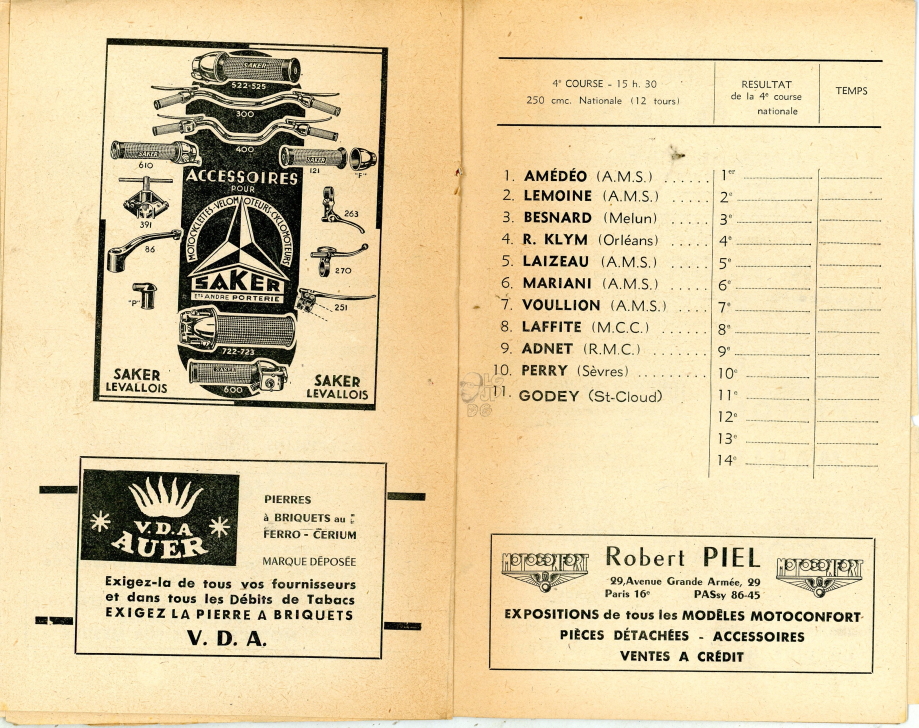 SAKER
522-525
300
400
610
SAKER
SAKER
121
"F"
ACCESSOIRES
POUR
MOTOCYCLETTES-VELOMOTEURS-CYCLOMOTEURS
391
263
86
270
SAKER
Ets ANDRE PORTERIE
"P"
251
722-723
SAKER
600
SAKER
LEVALLOIS
SAKER
LEVALLOIS
V.D.A
AUER
PIERRES
à BRIQUETS au
FERRO - CERIUM
MARQUE DÉPOSÉE
Exigez-la de tous vos fournisseurs
et dans tous les Débits de Tabacs
EXIGEZ LA PIERRE A BRIQUETS
V. D. A.
4e COURSE - 15 h. 30
250 cmc. Nationale (12 tours)
RESULTAT
de la 4e course
nationale
TEMPS
1. AMÉDÉO (A.M.S.) ...... 1er
2. LEMOINE (A.M.S.) ..... 2e
3. BESNARD (Melun) ..... 3e
4. R. KLYM (Orléans) ..... 4e
5. LAIZEAU (A.M.S.) ..... 5e
6. MARIANI (A.M.S.) ..... 6e
7. VOULLION (A.M.S.) .... 7e
8. LAFFITE (M.C.C.) ...... 8e
9. ADNET (R.M.C.) ....... 9e
10. PERRY (Sèvres) ......... 10e
11. GODEY (St-Cloud) 11e
12e
13e
14e
MOTOCONFORT
Robert PIEL
MOTOCONFORT
29, Avenue Grande Armée, 29
Paris 16e PASsy 86-45
EXPOSITIONS de tous les MODÈLES MOTOCONFORT
PIÈCES DÉTACHÉES - ACCESSOIRES
VENTES A CRÉDIT